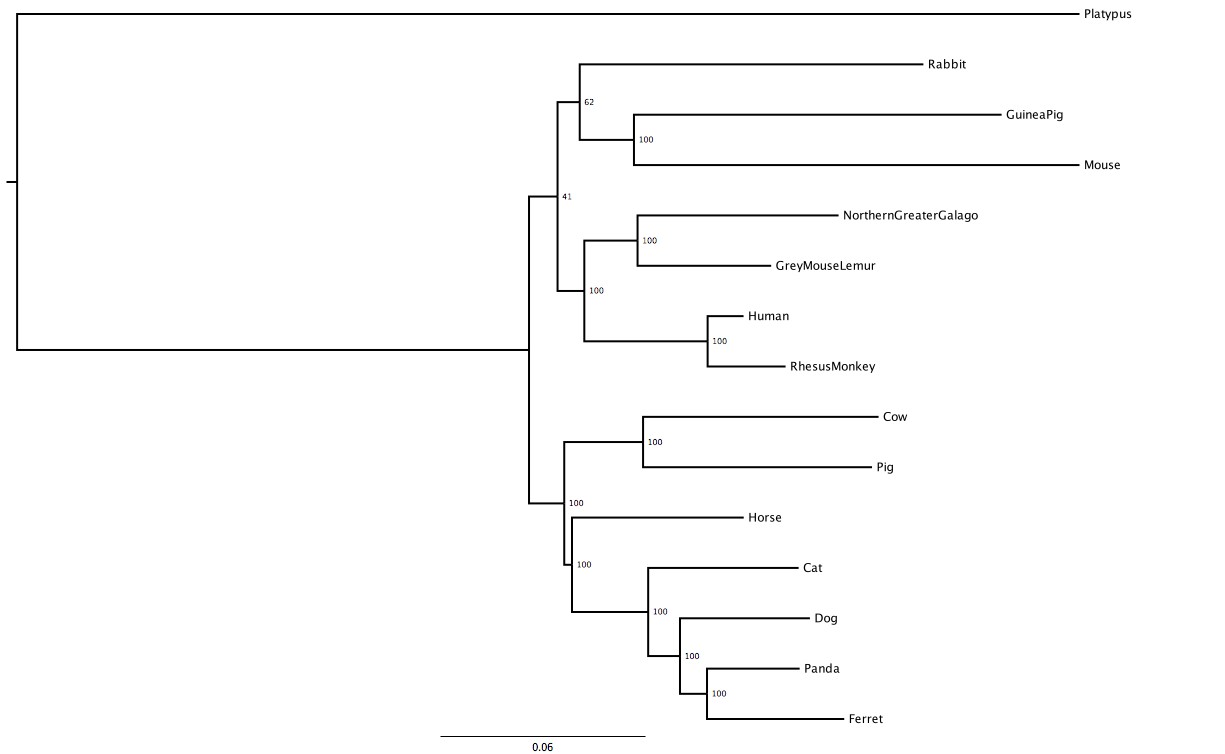 Platypus
Rabbit
62
GuineaPig
100
Mouse
41
NorthernGreaterGalago
100
GreyMouseLemur
100
Human
100
RhesusMonkey
Cow
100
Pig
100
Horse
100
Cat
100
Dog
100
Panda
100
Ferret
0.06